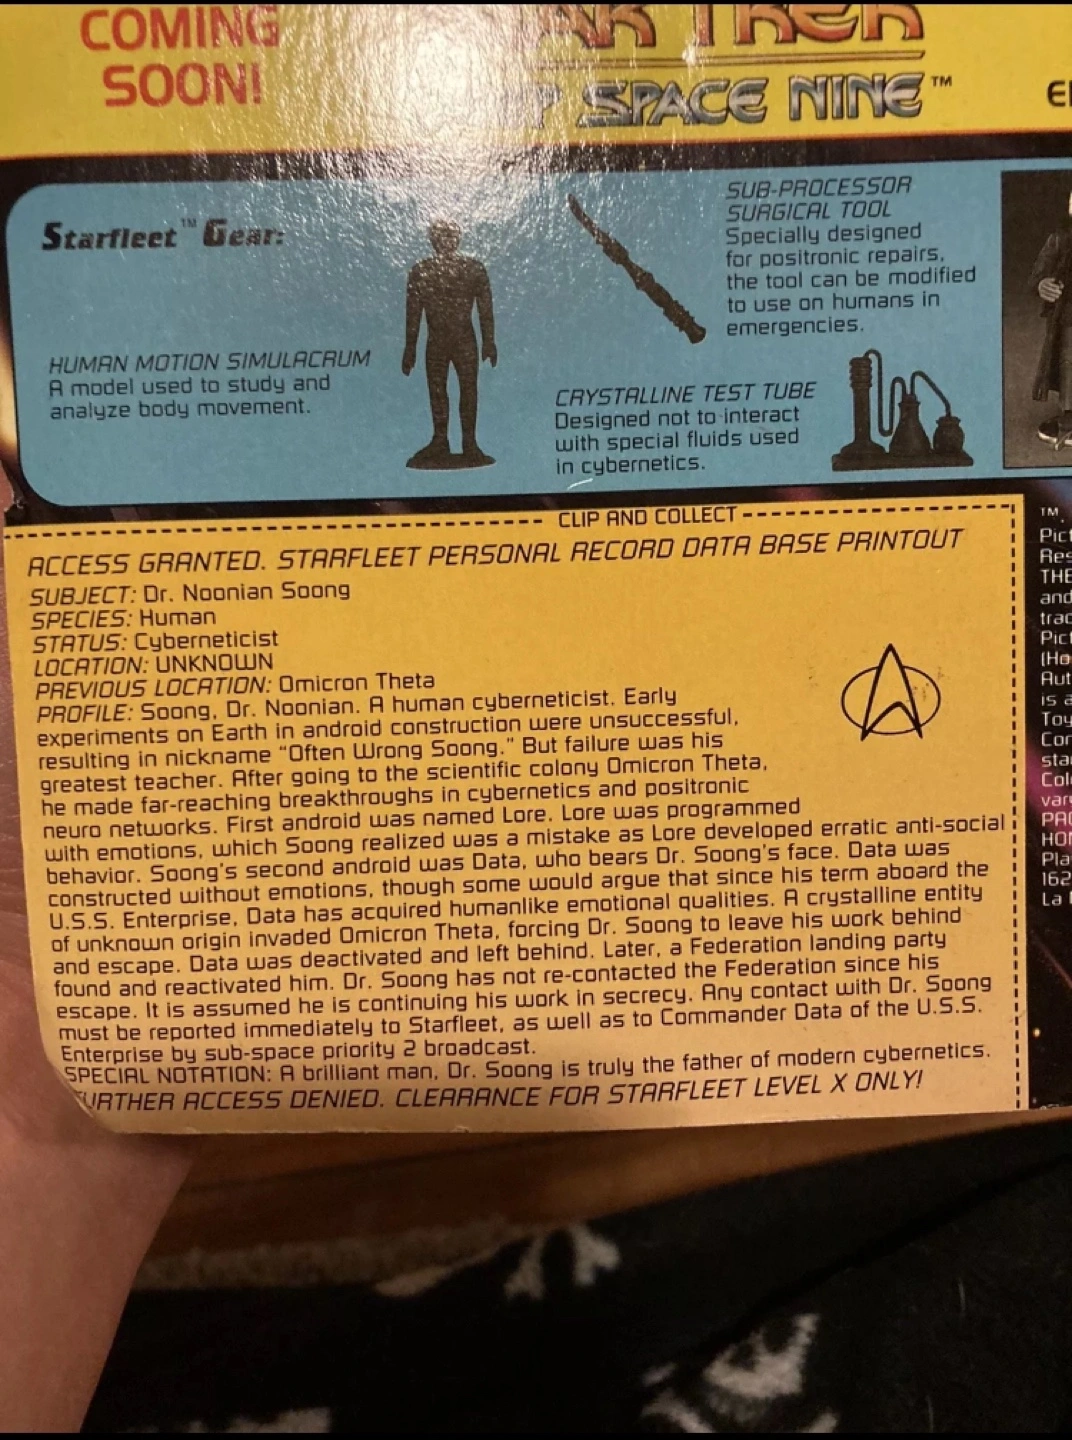 COMING
SOON!
TREK
SPACE NINE™
Starfleet™ Gear:
HUMAN MOTION SIMULACRUM
A model used to study and
analyze body movement.
SUB-PROCESSOR
SURGICAL TOOL
Specially designed
for positronic repairs,
the tool can be modified
to use on humans in
emergencies.
CRYSTALLINE TEST TUBE
Designed not to interact
with special fluids used
in cybernetics.
CLIP AND COLLECT
ACCESS GRANTED. STARFLEET PERSONAL RECORD DATA BASE PRINTOUT
SUBJECT: Dr. Noonian Soong
SPECIES: Human
STATUS: Cyberneticist
LOCATION: UNKNOWN
PREVIOUS LOCATION: Omicron Theta
PROFILE: Soong, Dr. Noonian. A human cyberneticist. Early
experiments on Earth in android construction were unsuccessful,
resulting in nickname "Often Wrong Soong." But failure was his
greatest teacher. After going to the scientific colony Omicron Theta,
he made far-reaching breakthroughs in cybernetics and positronic
neuro networks. First android was named Lore. Lore was programmed
with emotions, which Soong realized was a mistake as Lore developed erratic anti-social
behavior. Soong's second android was Data, who bears Dr. Soong's face. Data was
constructed without emotions, though some would argue that since his term aboard the
U.S.S. Enterprise, Data has acquired humanlike emotional qualities. A crystalline entity
of unknown origin invaded Omicron Theta, forcing Dr. Soong to leave his work behind
and escape. Data was deactivated and left behind. Later, a Federation landing party
found and reactivated him. Dr. Soong has not re-contacted the Federation since his
escape. It is assumed he is continuing his work in secrecy. Any contact with Dr. Soong
must be reported immediately to Starfleet, as well as to Commander Data of the U.S.S.
Enterprise by sub-space priority 2 broadcast.
SPECIAL NOTATION: A brilliant man, Dr. Soong is truly the father of modern cybernetics.
FURTHER ACCESS DENIED. CLEARANCE FOR STARFLEET LEVEL X ONLY!
TM
THE
and
is a
162
La